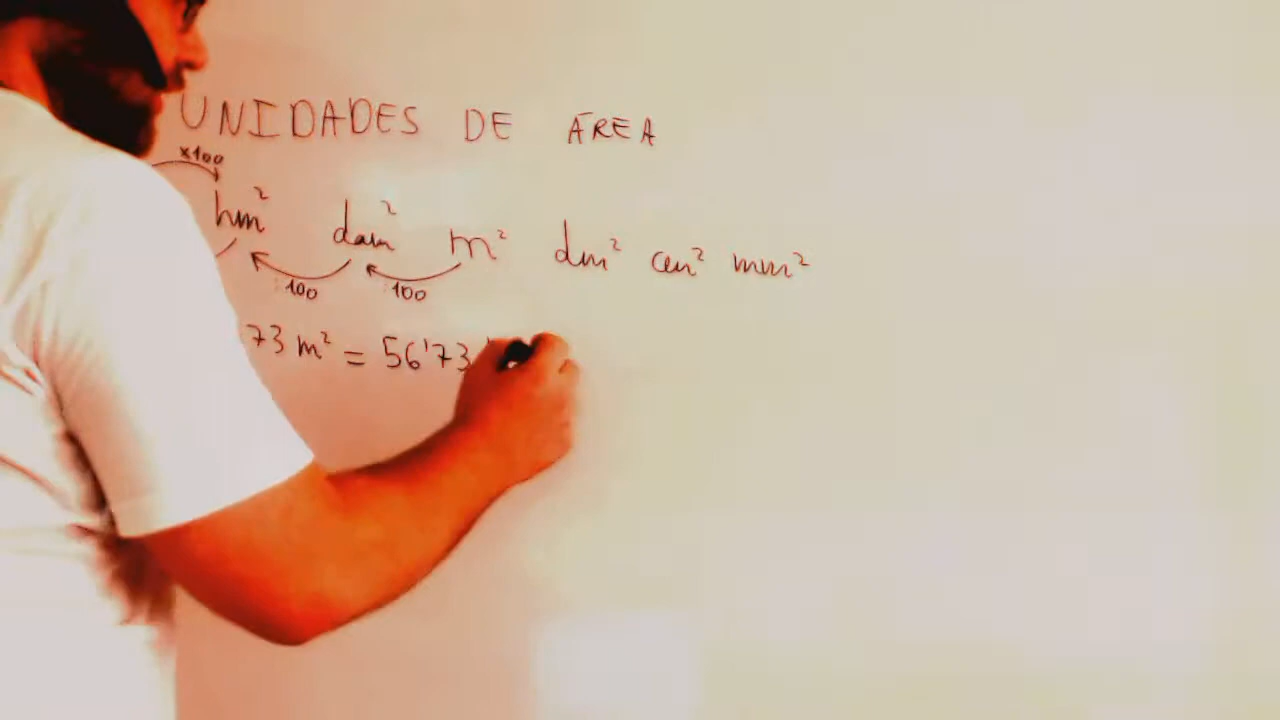 UNIDADES DE ÁREA
x100
hm² dam² m² dm² cm² mm²
:100 :100
73 m² = 56'73